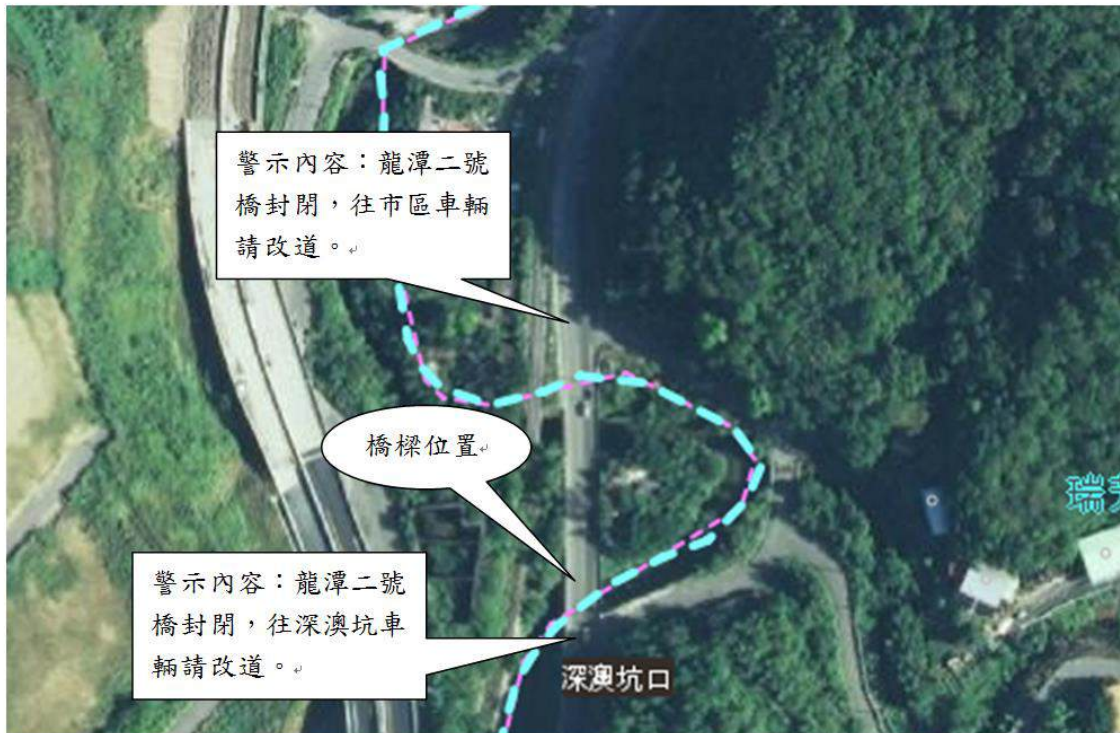 警示內容：龍潭二號
橋封閉，往市區車輛
請改道。
橋樑位置
瑞芳
警示內容：龍潭二號
橋封閉，往深澳坑車
輛請改道。
深澳坑口